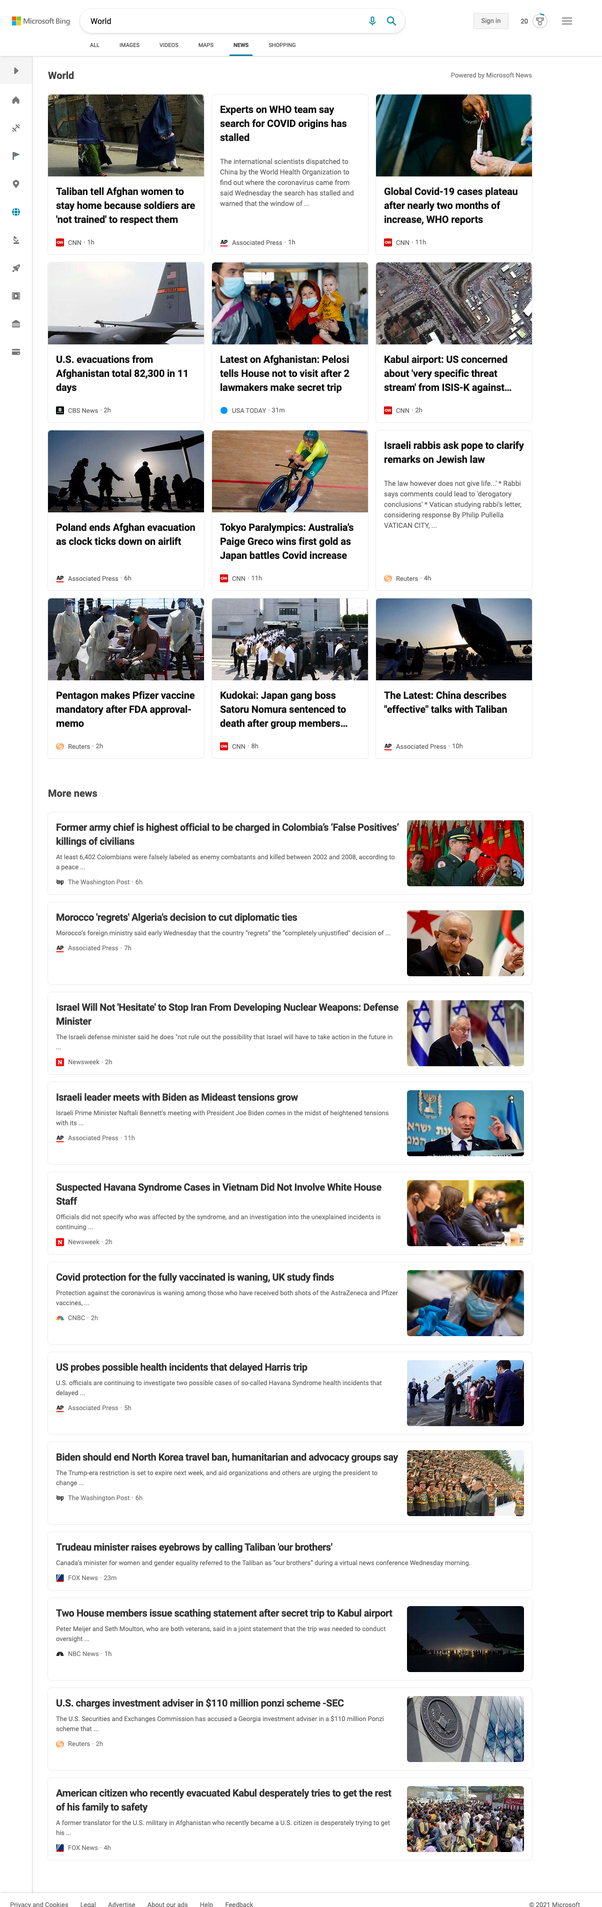 Microsoft Bing
World
Sign in
20
ALL
IMAGES
VIDEOS
MAPS
NEWS
SHOPPING
World
Powered by Microsoft News
Taliban tell Afghan women to
stay home because soldiers are
'not trained' to respect them
CNN · 1h
Experts on WHO team say
search for COVID origins has
stalled
The international scientists dispatched to
China by the World Health Organization to
find out where the coronavirus came from
said Wednesday the search has stalled and
warned that the window of ...
AP Associated Press · 1h
Global Covid-19 cases plateau
after nearly two months of
increase, WHO reports
CNN · 11h
U.S. evacuations from
Afghanistan total 82,300 in 11
days
CBS News · 2h
Latest on Afghanistan: Pelosi
tells House not to visit after 2
lawmakers make secret trip
USA TODAY · 31m
Kabul airport: US concerned
about 'very specific threat
stream' from ISIS-K against...
CNN · 2h
Poland ends Afghan evacuation
as clock ticks down on airlift
AP Associated Press · 6h
Tokyo Paralympics: Australia's
Paige Greco wins first gold as
Japan battles Covid increase
CNN · 11h
Israeli rabbis ask pope to clarify
remarks on Jewish law
The law however does not give life...' * Rabbi
says comments could lead to 'derogatory
conclusions' * Vatican studying rabbi's letter,
considering response By Philip Pullella
VATICAN CITY, ...
Reuters · 4h
Pentagon makes Pfizer vaccine
mandatory after FDA approval-
memo
Reuters · 2h
Kudokai: Japan gang boss
Satoru Nomura sentenced to
death after group members...
CNN · 8h
The Latest: China describes
"effective" talks with Taliban
AP Associated Press · 10h
More news
Former army chief is highest official to be charged in Colombia's 'False Positives'
killings of civilians
At least 6,402 Colombians were falsely labeled as enemy combatants and killed between 2002 and 2008, according to
a peace ...
wp The Washington Post · 6h
Morocco 'regrets' Algeria's decision to cut diplomatic ties
Morocco's foreign ministry said early Wednesday that the country "regrets" the "completely unjustified" decision of ...
AP Associated Press · 7h
Israel Will Not 'Hesitate' to Stop Iran From Developing Nuclear Weapons: Defense
Minister
The Israeli defense minister said he does "not rule out the possibility that Israel will have to take action in the future in
...
N Newsweek · 2h
Israeli leader meets with Biden as Mideast tensions grow
Israeli Prime Minister Naftali Bennett's meeting with President Joe Biden comes in the midst of heightened tensions
with its ...
AP Associated Press · 11h
Suspected Havana Syndrome Cases in Vietnam Did Not Involve White House
Staff
Officials did not specify who was affected by the syndrome, and an investigation into the unexplained incidents is
continuing ...
N Newsweek · 2h
Covid protection for the fully vaccinated is waning, UK study finds
Protection against the coronavirus is waning among those who have received both shots of the AstraZeneca and Pfizer
vaccines, ...
CNBC · 2h
US probes possible health incidents that delayed Harris trip
U.S. officials are continuing to investigate two possible cases of so-called Havana Syndrome health incidents that
delayed ...
AP Associated Press · 5h
Biden should end North Korea travel ban, humanitarian and advocacy groups say
The Trump-era restriction is set to expire next week, and aid organizations and others are urging the president to
change ...
wp The Washington Post · 6h
Trudeau minister raises eyebrows by calling Taliban 'our brothers'
Canada's minister for women and gender equality referred to the Taliban as "our brothers" during a virtual news conference Wednesday morning.
FOX News · 23m
Two House members issue scathing statement after secret trip to Kabul airport
Peter Meijer and Seth Moulton, who are both veterans, said in a joint statement that the trip was needed to conduct
oversight ...
NBC News · 1h
U.S. charges investment adviser in $110 million ponzi scheme -SEC
The U.S. Securities and Exchanges Commission has accused a Georgia investment adviser in a $110 million Ponzi
scheme that ...
Reuters · 2h
American citizen who recently evacuated Kabul desperately tries to get the rest
of his family to safety
A former translator for the U.S. military in Afghanistan who recently became a U.S. citizen is desperately trying to get
his ...
FOX News · 4h
Privacy and Cookies
Legal
Advertise
About our ads
Help
Feedback
© 2021 Microsoft